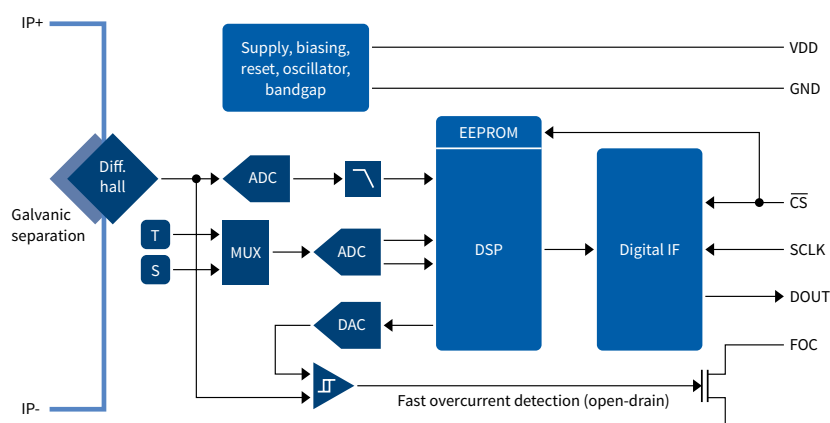 IP+
Supply, biasing,
reset, oscillator,
bandgap
VDD
GND
EEPROM
Diff.
hall
ADC
Galvanic
separation
CS
T
S
MUX
ADC
DSP
Digital IF
SCLK
DOUT
DAC
FOC
Fast overcurrent detection (open-drain)
IP-